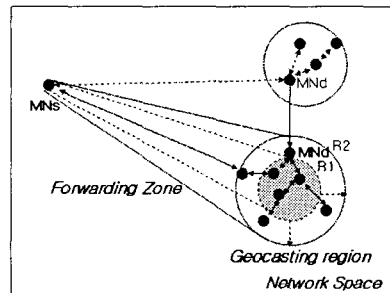 MNd
MNs
MNd R2
R1
Forwarding Zone
Geocasting region
Network Space